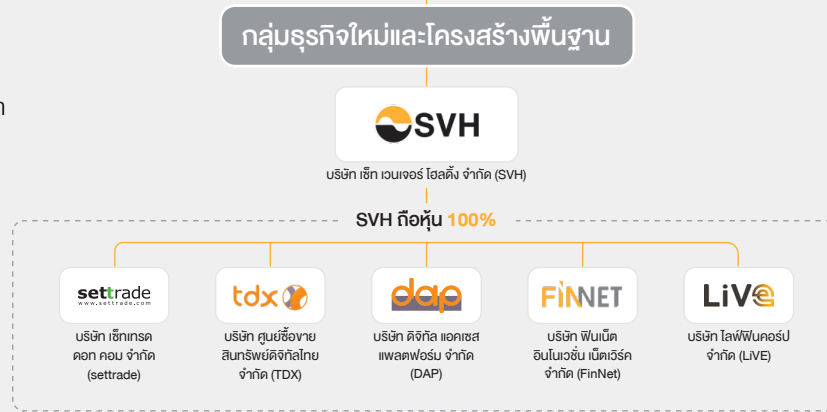 กลุ่มธุรกิจใหม่และโครงสร้างพื้นฐาน
SVH
บริษัท เซ็ท เวนเจอร์ โฮลดิ้ง จำกัด (SVH)
SVH ถือหุ้น 100%
settrade
www.settrade.com
บริษัท เซ็ทเทรด
ดอท คอม จำกัด
(settrade)
tdx
บริษัท ศูนย์ซื้อขาย
สินทรัพย์ดิจิทัลไทย
จำกัด (TDX)
dap
บริษัท ดิจิทัล แอคเซส
แพลตฟอร์ม จำกัด
(DAP)
FINNET
บริษัท ฟินเน็ต
อินโนเวชั่น เน็ตเวิร์ค
จำกัด (FinNet)
LiVe
บริษัท ไลฟ์ฟินคอร์ป
จำกัด (LiVE)